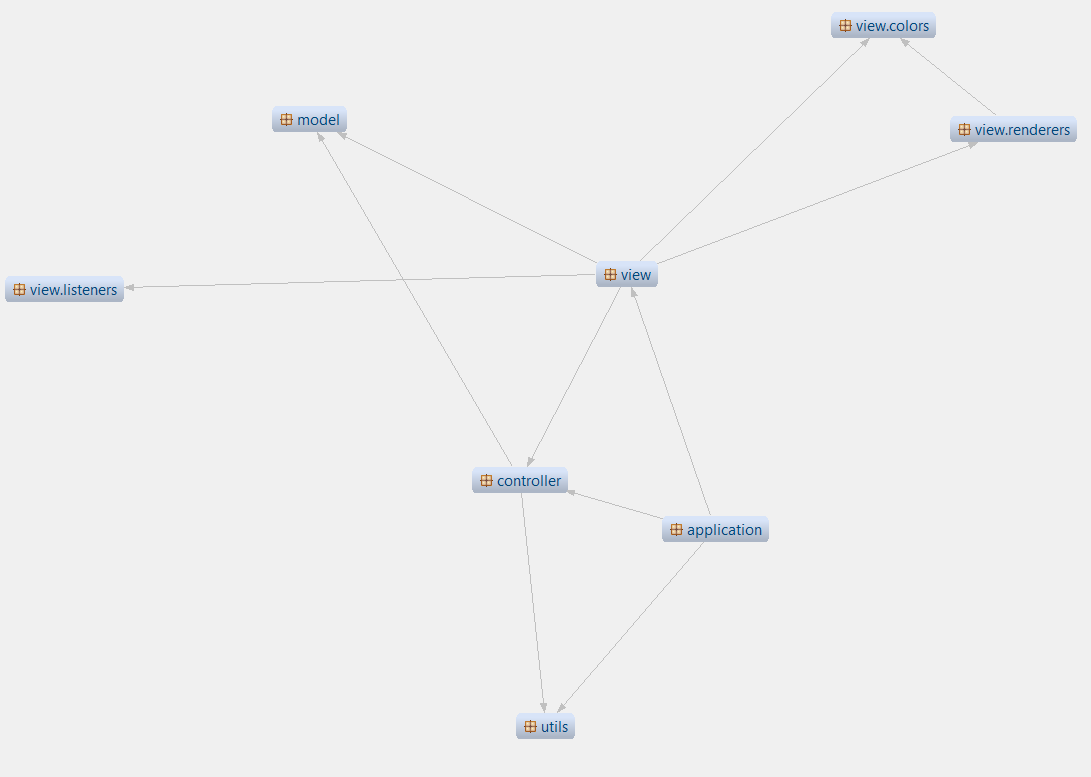 view.colors
model
view.renderers
view
view.listeners
controller
application
utils